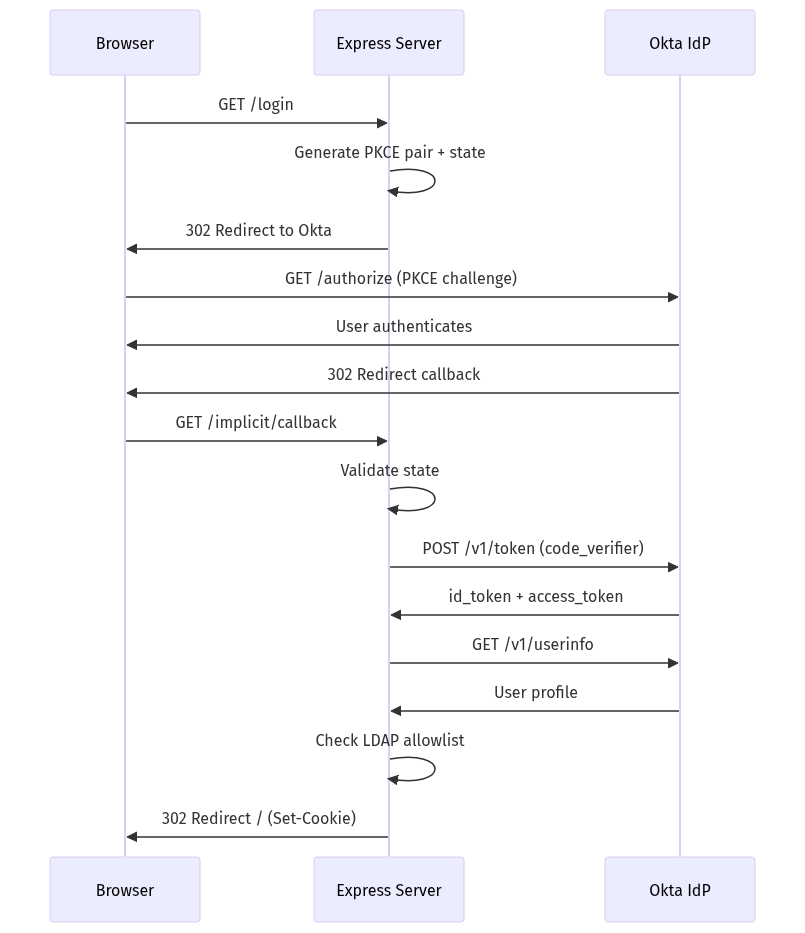 Browser
Express Server
Okta IdP
GET /login
Generate PKCE pair + state
302 Redirect to Okta
GET /authorize (PKCE challenge)
User authenticates
302 Redirect callback
GET /implicit/callback
Validate state
POST /v1/token (code_verifier)
id_token + access_token
GET /v1/userinfo
User profile
Check LDAP allowlist
302 Redirect / (Set-Cookie)
Browser
Express Server
Okta IdP